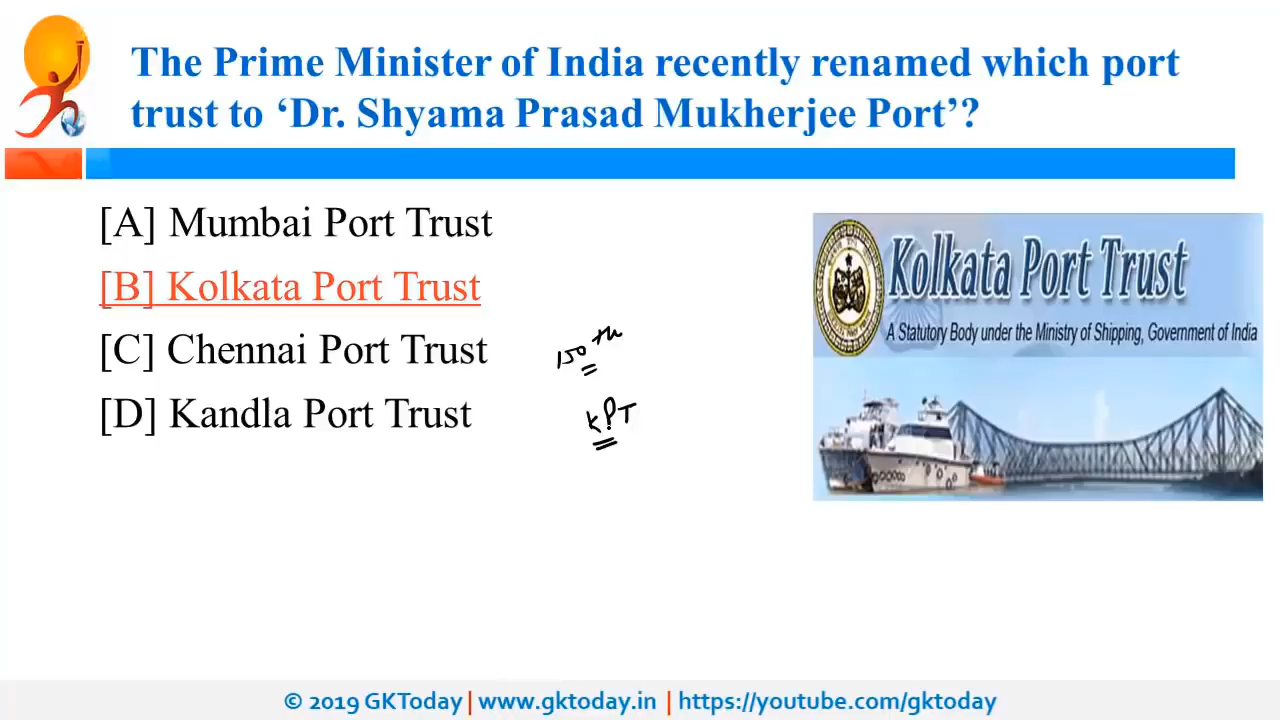 The Prime Minister of India recently renamed which port
trust to ‘Dr. Shyama Prasad Mukherjee Port’?
[A] Mumbai Port Trust
[B] Kolkata Port Trust
[C] Chennai Port Trust
[D] Kandla Port Trust
150th
KPT
Kolkata Port Trust
A Statutory Body under the Ministry of Shipping, Government of India
© 2019 GKToday | www.gktoday.in | https://youtube.com/gktoday